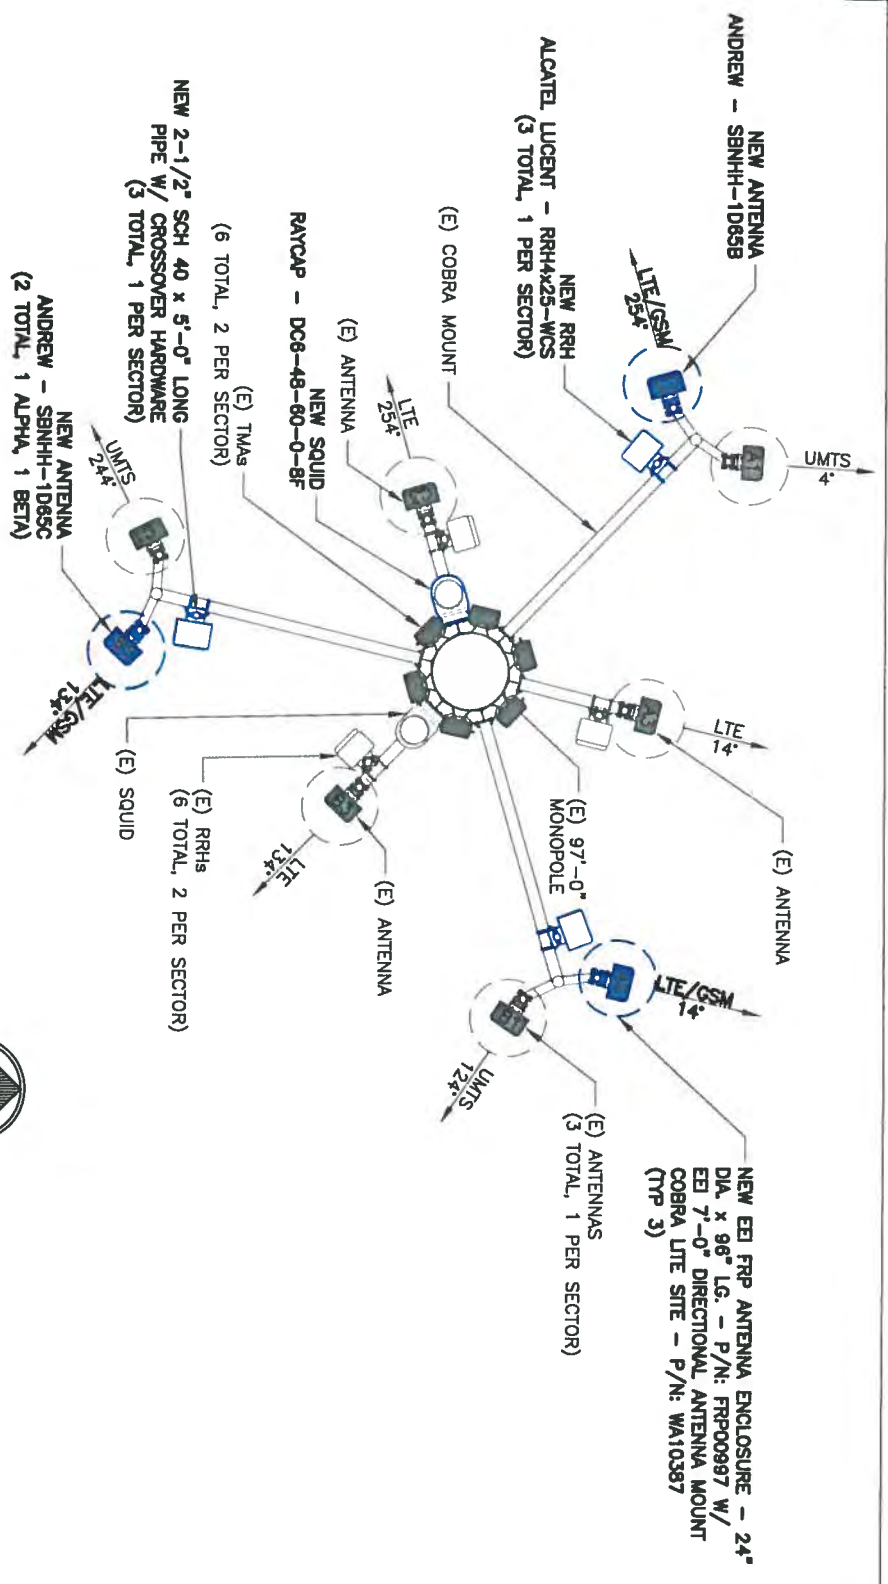 NEW ANTENNA
ANDREW - SBNHH-1D65B
NEW RRH
ALCATEL LUCENT - RRH4x25-WCS
(3 TOTAL, 1 PER SECTOR)
(E) COBRA MOUNT
NEW SQUID
RAYCAP - DC6-48-60-0-8F
(E) ANTENNA
(E) TMAs
(6 TOTAL, 2 PER SECTOR)
NEW 2-1/2" SCH 40 x 5'-0" LONG
PIPE W/ CROSSOVER HARDWARE
(3 TOTAL, 1 PER SECTOR)
NEW ANTENNA
ANDREW - SBNHH-1D65C
(2 TOTAL, 1 ALPHA, 1 BETA)
LTE/GSM/
254°
UMTS
4°
LTE
254°
UMTS
244°
LTE/GSM
134°
LTE
14°
LTE
134°
LTE/GSM
14°
UMTS
124°
(E) ANTENNA
(E) 97'-0"
MONOPOLE
(E) ANTENNA
(E) RRHs
(6 TOTAL, 2 PER SECTOR)
(E) SQUID
NEW EEI FRP ANTENNA ENCLOSURE - 24"
DIA. x 96" LG. - P/N: FRP00997 W/
EEI 7'-0" DIRECTIONAL ANTENNA MOUNT
COBRA LITE SITE - P/N: WA10387
(TYP 3)
(E) ANTENNAS
(3 TOTAL, 1 PER SECTOR)